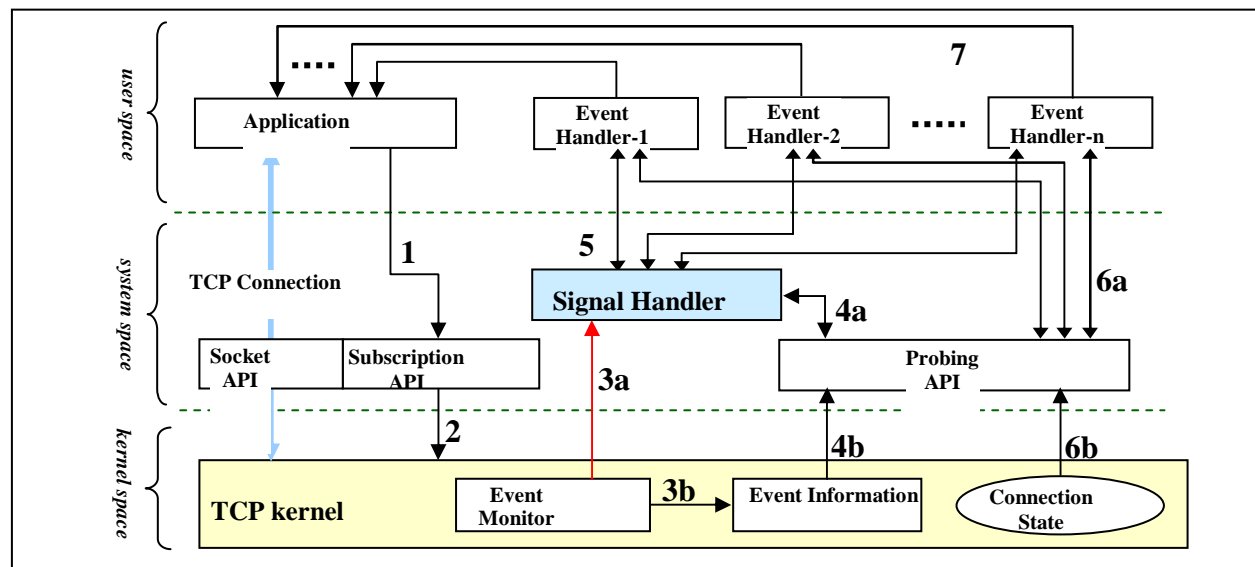 7
....
user space
Application
Event
Handler-1
Event
Handler-2
.....
Event
Handler-n
system space
1
5
TCP Connection
Signal Handler
4a
6a
Socket
API
Subscription
API
3a
Probing
API
kernel space
2
4b
6b
TCP kernel
Event
Monitor
3b
Event Information
Connection
State